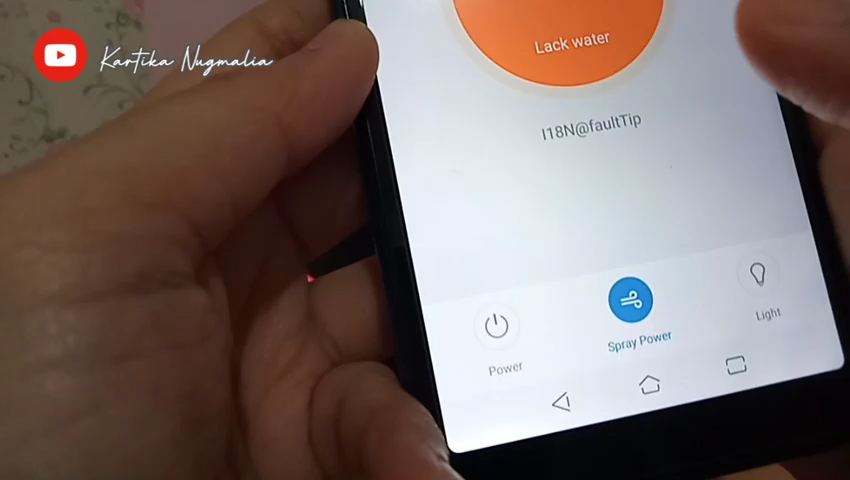 Kartika Nugmalia
Lack water
I18N@faultTip
Power
Spray Power
Light